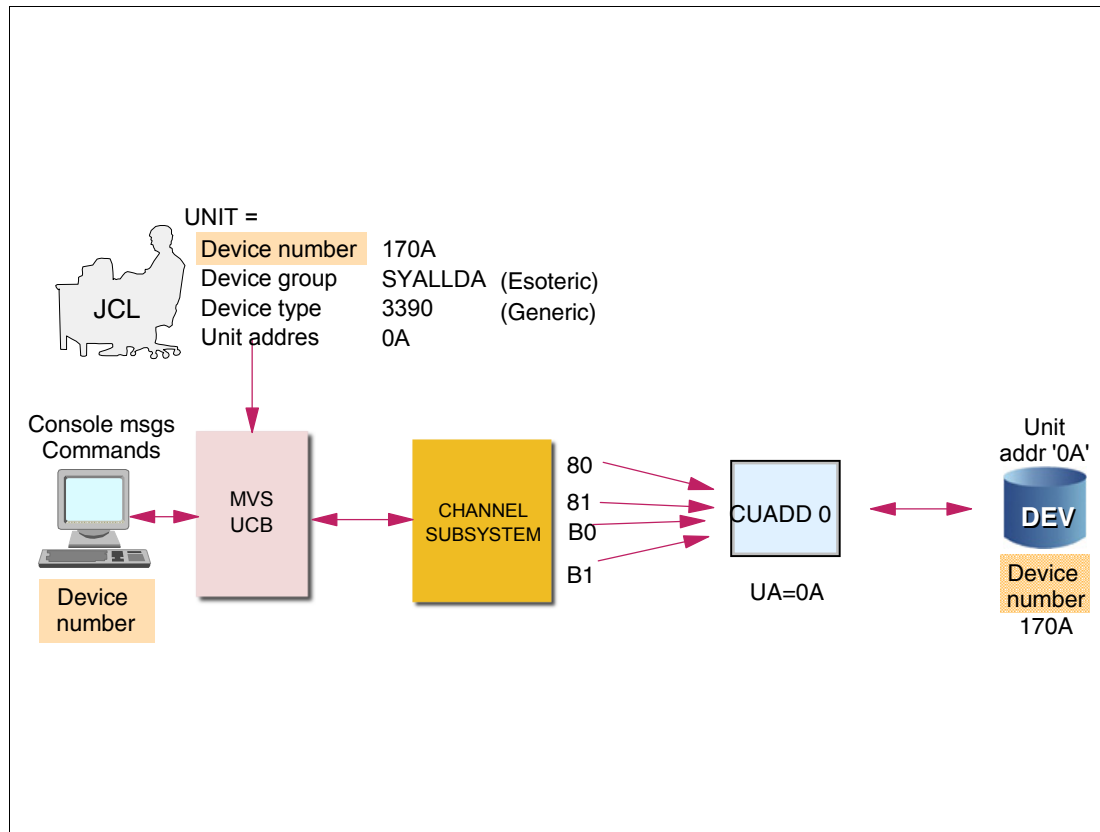 UNIT =
Device number 170A
Device group SYALLDA (Esoteric)
Device type 3390 (Generic)
Unit addres 0A
JCL
Console msgs
Commands
Device
number
MVS
UCB
CHANNEL
SUBSYSTEM
80
81
B0
B1
CUADD 0
UA=0A
Unit
addr '0A'
DEV
Device
number
170A